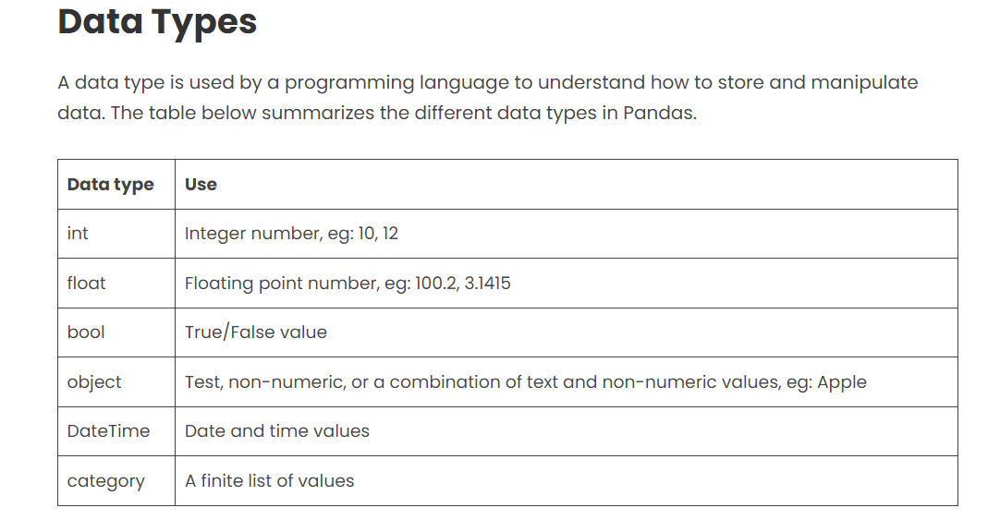 Data Types
A data type is used by a programming language to understand how to store and manipulate
data. The table below summarizes the different data types in Pandas.
Data type Use
int Integer number, eg: 10, 12
float Floating point number, eg: 100.2, 3.1415
bool True/False value
object Test, non-numeric, or a combination of text and non-numeric values, eg: Apple
DateTime Date and time values
category A finite list of values